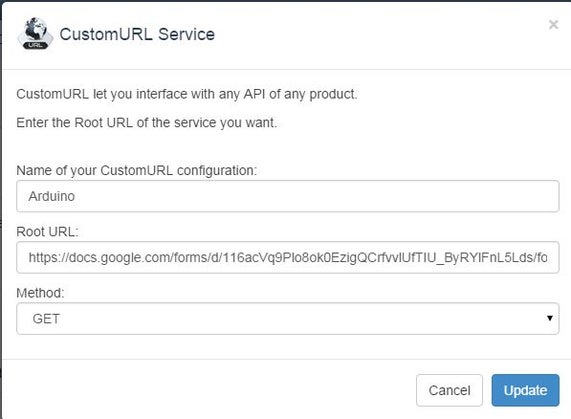 URL
CustomURL Service
×
CustomURL let you interface with any API of any product.
Enter the Root URL of the service you want.
Name of your CustomURL configuration:
Arduino
Root URL:
https://docs.google.com/forms/d/116acVq9Plo8ok0EzigQCrfvvlUfTIU_ByRYlFnL5Lds/fo
Method:
GET
Cancel
Update